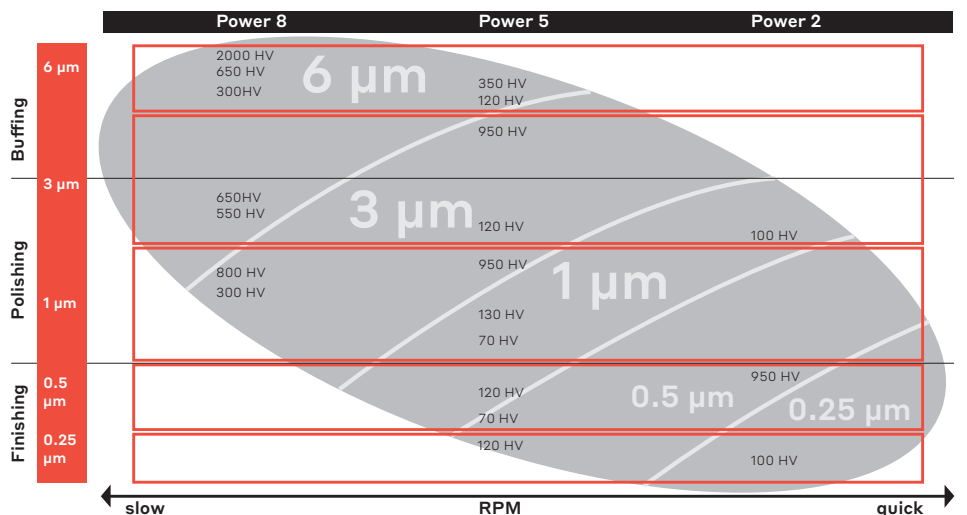 Power 8 Power 5 Power 2
Buffing
Polishing
Finishing
6 µm
3 µm
1 µm
0.5
µm
0.25
µm
2000 HV
650 HV
300HV
6 µm
350 HV
120 HV
950 HV
650HV
550 HV
3 µm
120 HV
100 HV
800 HV
300 HV
950 HV
1 µm
130 HV
70 HV
120 HV
70 HV
0.5 µm
950 HV
0.25 µm
120 HV
100 HV
slow RPM quick